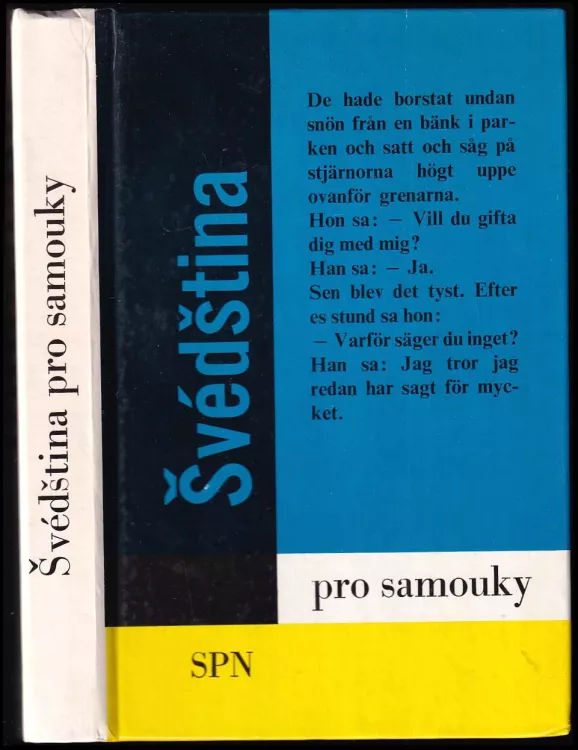 Švédština pro samouky
Švédština
De hade borstat undan
snön från en bänk i par-
ken och satt och såg på
stjärnorna högt uppe
ovanför grenarna.
Hon sa: — Vill du gifta
dig med mig?
Han sa: — Ja.
Sen blev det tyst. Efter
es stund sa hon:
— Varför säger du inget?
Han sa: Jag tror jag
redan har sagt för myc-
ket.
pro samouky
SPN